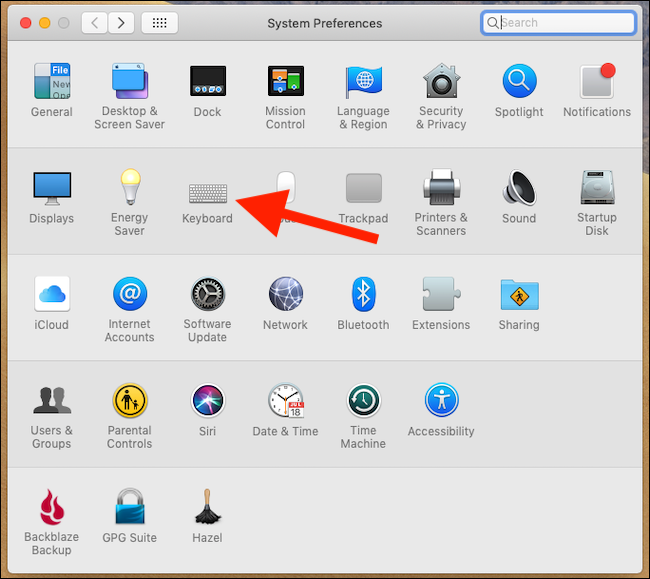 System Preferences
Search
File
New
Ope
General
Desktop &
Screen Saver
Dock
Mission
Control
Language
& Region
Security
& Privacy
Spotlight
Notifications
Displays
Energy
Saver
Keyboard
Trackpad
Printers &
Scanners
Sound
Startup
Disk
iCloud
@
Internet
Accounts
Software
Update
Network
Bluetooth
Extensions
Sharing
Users &
Groups
Parental
Controls
Siri
JUL
18
Date & Time
Time
Machine
Accessibility
Backblaze
Backup
GPG Suite
Hazel